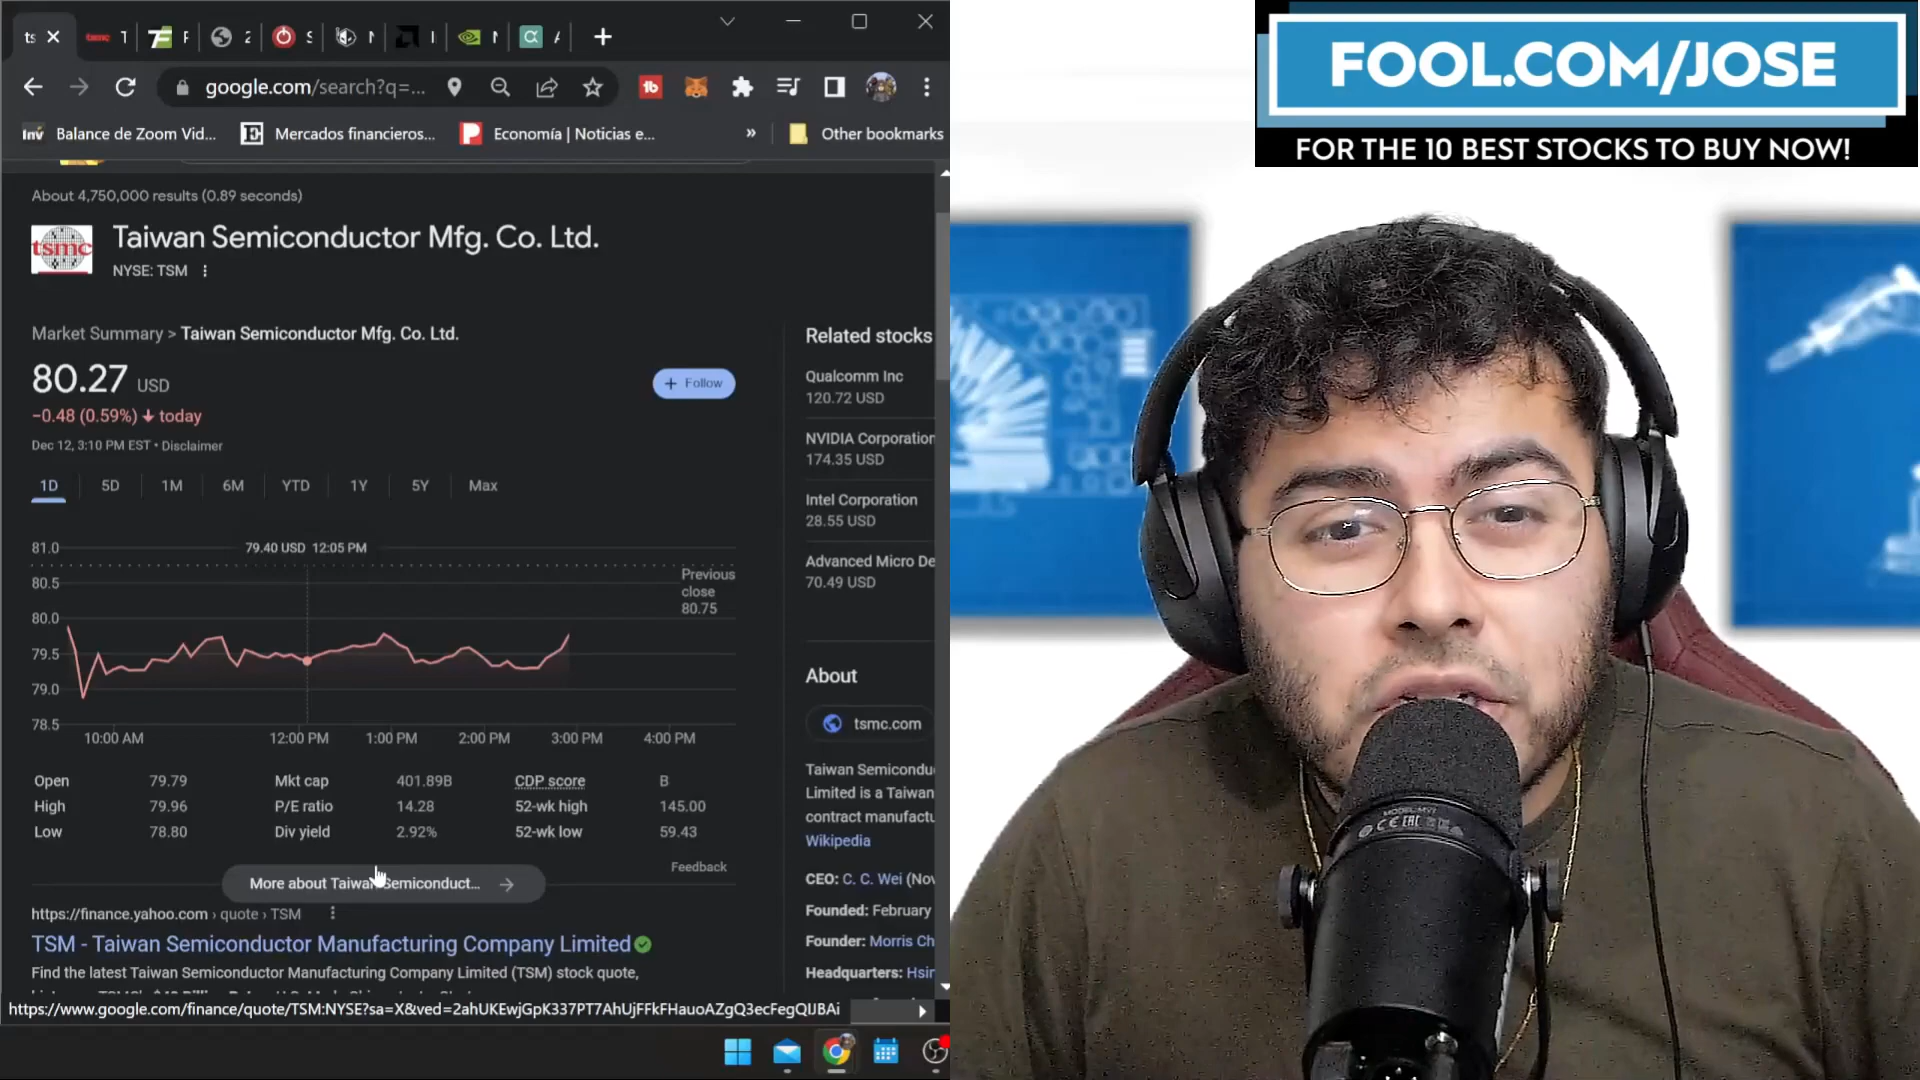 google.com/search?q=...
Balance de Zoom Vid...
Mercados financieros...
Economía | Noticias e...
»
Other bookmarks
About 4,750,000 results (0.89 seconds)
tsmc
Taiwan Semiconductor Mfg. Co. Ltd.
NYSE: TSM
Market Summary > Taiwan Semiconductor Mfg. Co. Ltd.
80.27 USD
+ Follow
−0.48 (0.59%) ↓ today
Dec 12, 3:10 PM EST • Disclaimer
1D 5D 1M 6M YTD 1Y 5Y Max
79.40 USD 12:05 PM
81.0
80.5
80.0
79.5
79.0
78.5
Previous
close
80.75
10:00 AM 12:00 PM 1:00 PM 2:00 PM 3:00 PM 4:00 PM
Open 79.79 Mkt cap 401.89B CDP score B
High 79.96 P/E ratio 14.28 52-wk high 145.00
Low 78.80 Div yield 2.92% 52-wk low 59.43
Feedback
More about Taiwan Semiconduct... →
https://finance.yahoo.com › quote › TSM
TSM - Taiwan Semiconductor Manufacturing Company Limited
Find the latest Taiwan Semiconductor Manufacturing Company Limited (TSM) stock quote,
https://www.google.com/finance/quote/TSM:NYSE?sa=X&ved=2ahUKEwjGpK337PT7AhUjFFkFHauoAZgQ3ecFegQIJBAi
Related stocks
Qualcomm Inc
120.72 USD
NVIDIA Corporation
174.35 USD
Intel Corporation
28.55 USD
Advanced Micro De
70.49 USD
About
tsmc.com
Taiwan Semicondu
Limited is a Taiwan
contract manufactu
Wikipedia
CEO: C. C. Wei (Nov
Founded: February
Founder: Morris Ch
Headquarters: Hsin
FOOL.COM/JOSE
FOR THE 10 BEST STOCKS TO BUY NOW!